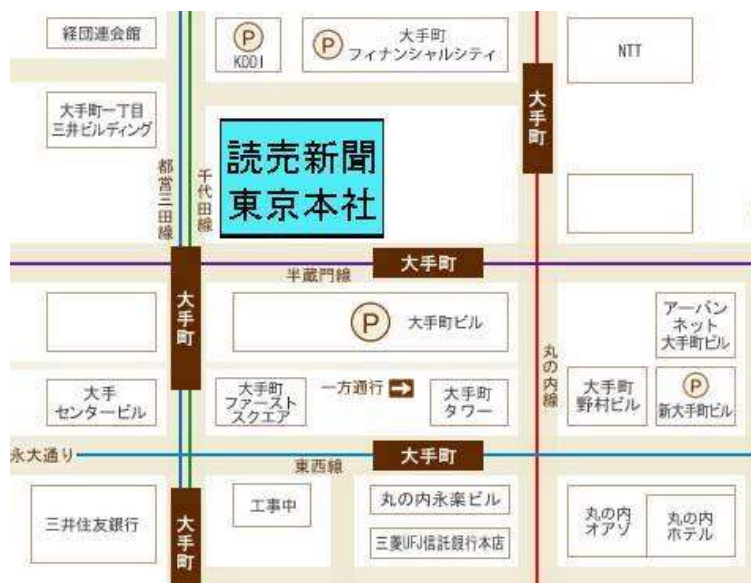 経団連会館
P
KDDI
P
大手町
フィナンシャルシティ
NTT
大手町
大手町一丁目
三井ビルディング
読売新聞
東京本社
都営三田線
千代田線
大手町
半蔵門線
大手町
P
大手町ビル
アーバン
ネット
大手町ビル
丸の内線
大手
センタービル
大手町
ファースト
スクエア
一方通行
大手町
タワー
大手町
野村ビル
P
新大手町ビル
永大通り
東西線
大手町
三井住友銀行
大手町
工事中
丸の内永楽ビル
三菱UFJ信託銀行本店
丸の内
オアゾ
丸の内
ホテル